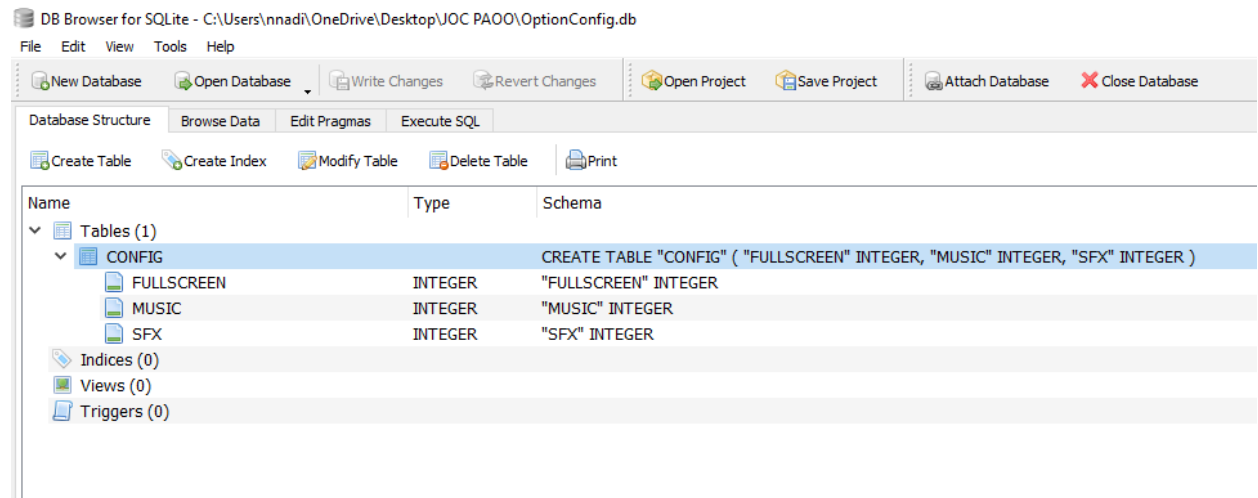 DB Browser for SQLite - C:\Users\nnadi\OneDrive\Desktop\JOC PAOO\OptionConfig.db
File Edit View Tools Help
New Database Open Database Write Changes Revert Changes Open Project Save Project Attach Database Close Database
Database Structure Browse Data Edit Pragmas Execute SQL
Create Table Create Index Modify Table Delete Table Print
Name Type Schema
Tables (1)
CONFIG CREATE TABLE "CONFIG" ( "FULLSCREEN" INTEGER, "MUSIC" INTEGER, "SFX" INTEGER )
FULLSCREEN INTEGER "FULLSCREEN" INTEGER
MUSIC INTEGER "MUSIC" INTEGER
SFX INTEGER "SFX" INTEGER
Indices (0)
Views (0)
Triggers (0)